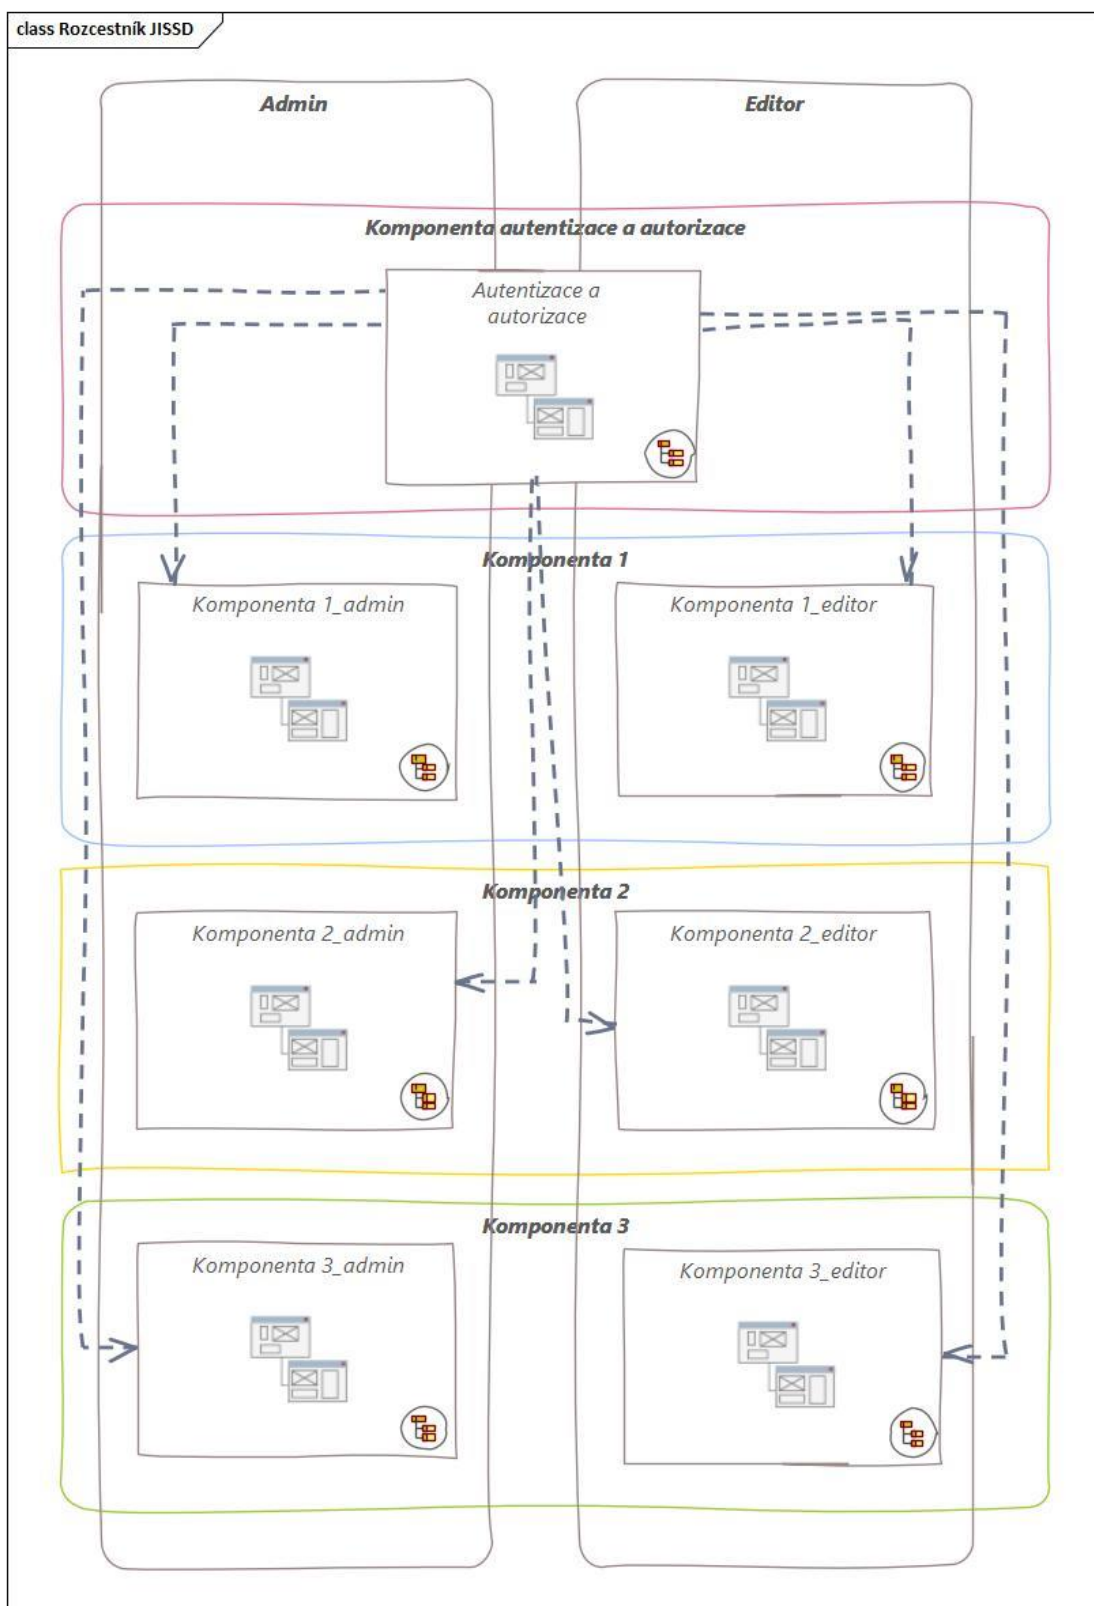 class Rozcestník JISSD
Admin
Editor
Komponenta autentizace a autorizace
Autentizace a
autorizace
Komponenta 1
Komponenta 1_admin
Komponenta 1_editor
Komponenta 2
Komponenta 2_admin
Komponenta 2_editor
Komponenta 3
Komponenta 3_admin
Komponenta 3_editor